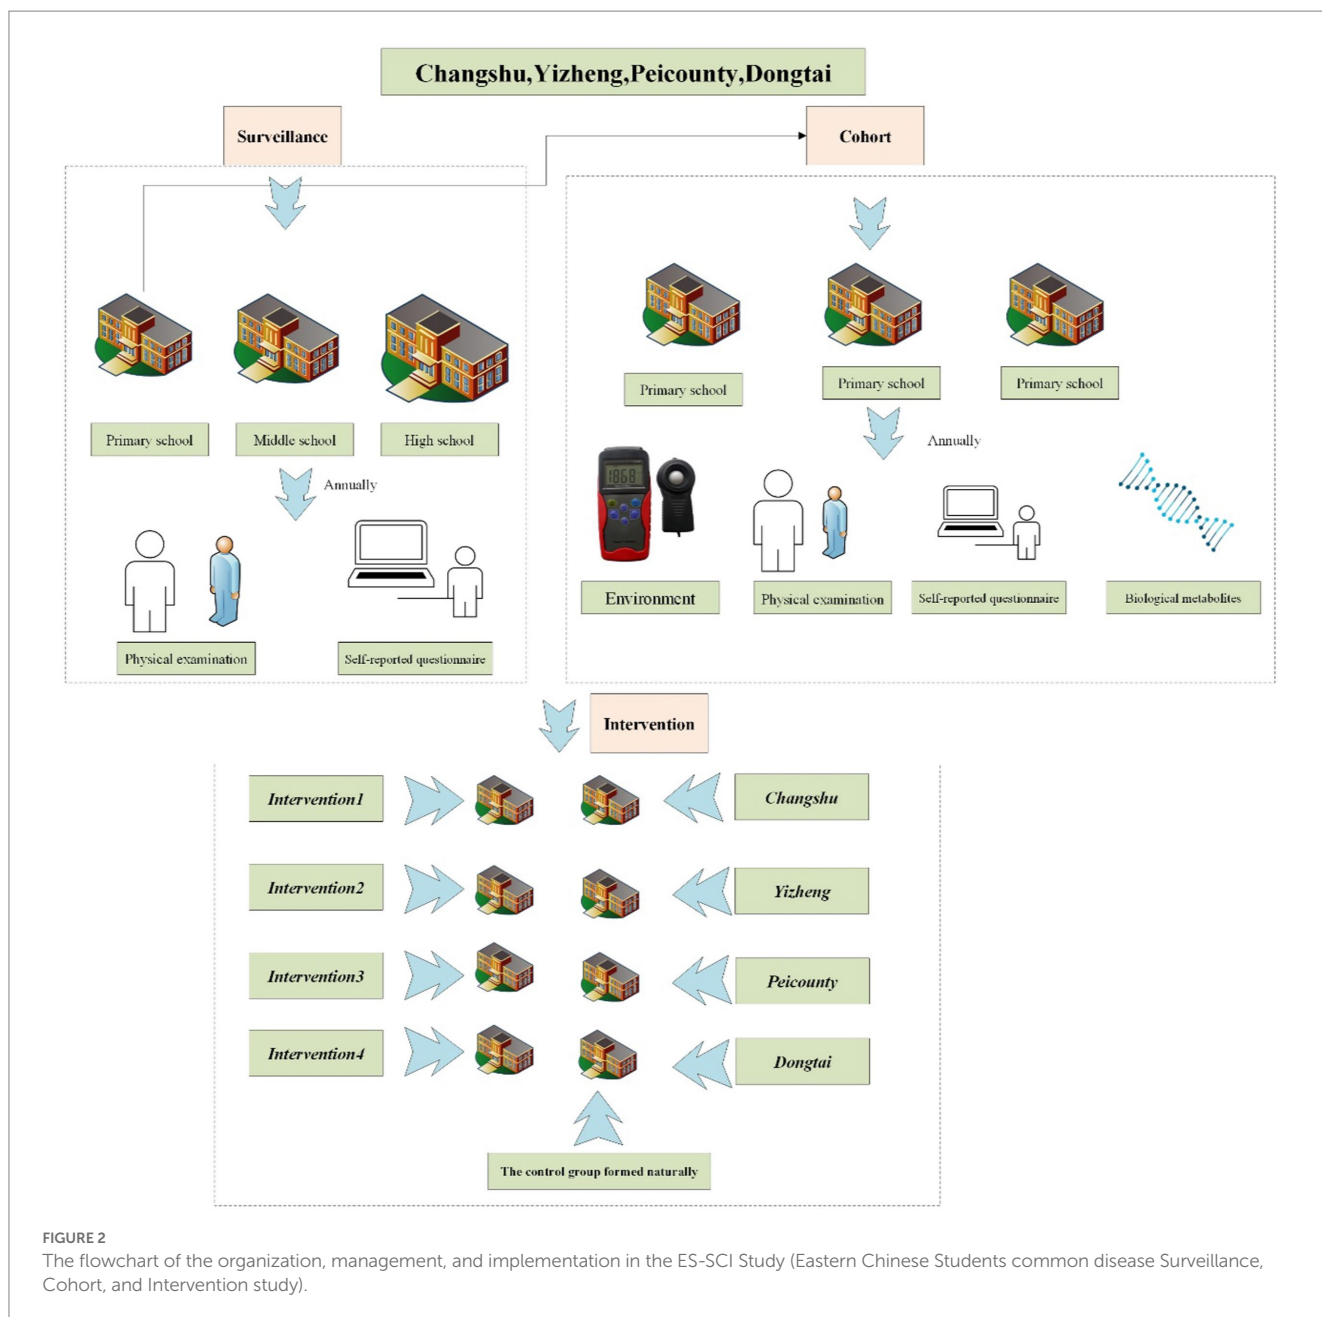 Changshu,Yizheng,Peicounty,Dongtai
Surveillance
Cohort
Primary school
Middle school
High school
Annually
Physical examination
Self-reported questionnaire
Primary school
Primary school
Primary school
Annually
1868
Environment
Physical examination
Self-reported questionnaire
Biological metabolites
Intervention
Intervention1
Changshu
Intervention2
Yizheng
Intervention3
Peicounty
Intervention4
Dongtai
The control group formed naturally
FIGURE 2
The flowchart of the organization, management, and implementation in the ES-SCI Study (Eastern Chinese Students common disease Surveillance,
Cohort, and Intervention study).